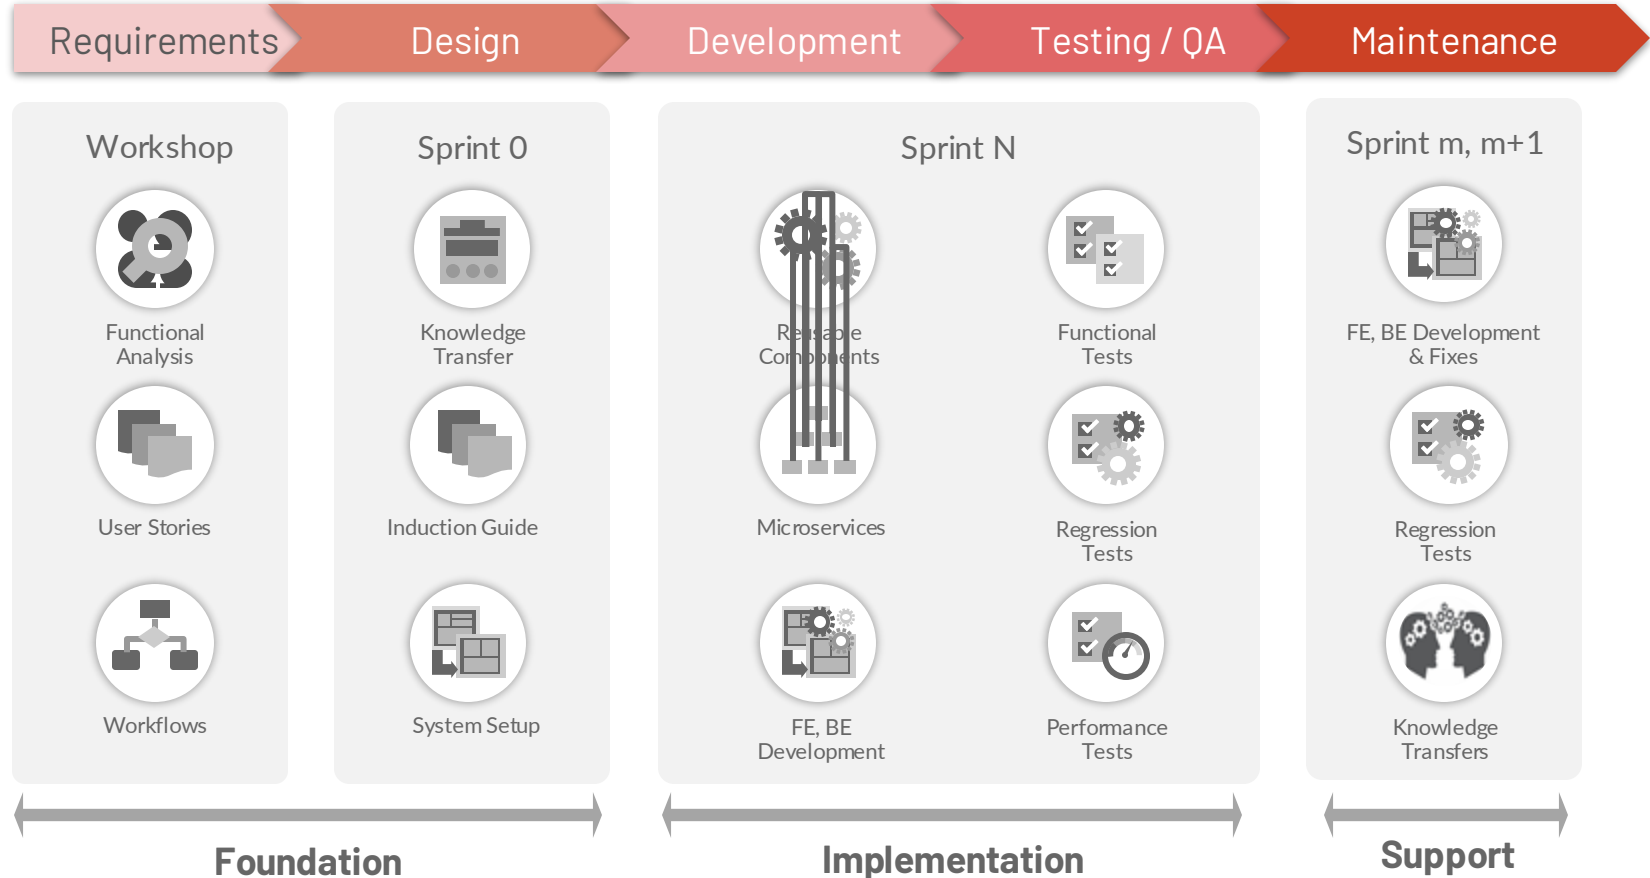 Requirements
Design
Development
Testing / QA
Maintenance
Workshop
Functional
Analysis
User Stories
Workflows
Sprint 0
Knowledge
Transfer
Induction Guide
System Setup
Sprint N
Reusable
Components
Microservices
FE, BE
Development
Functional
Tests
Regression
Tests
Performance
Tests
Sprint m, m+1
FE, BE Development
& Fixes
Regression
Tests
Knowledge
Transfers
Foundation
Implementation
Support